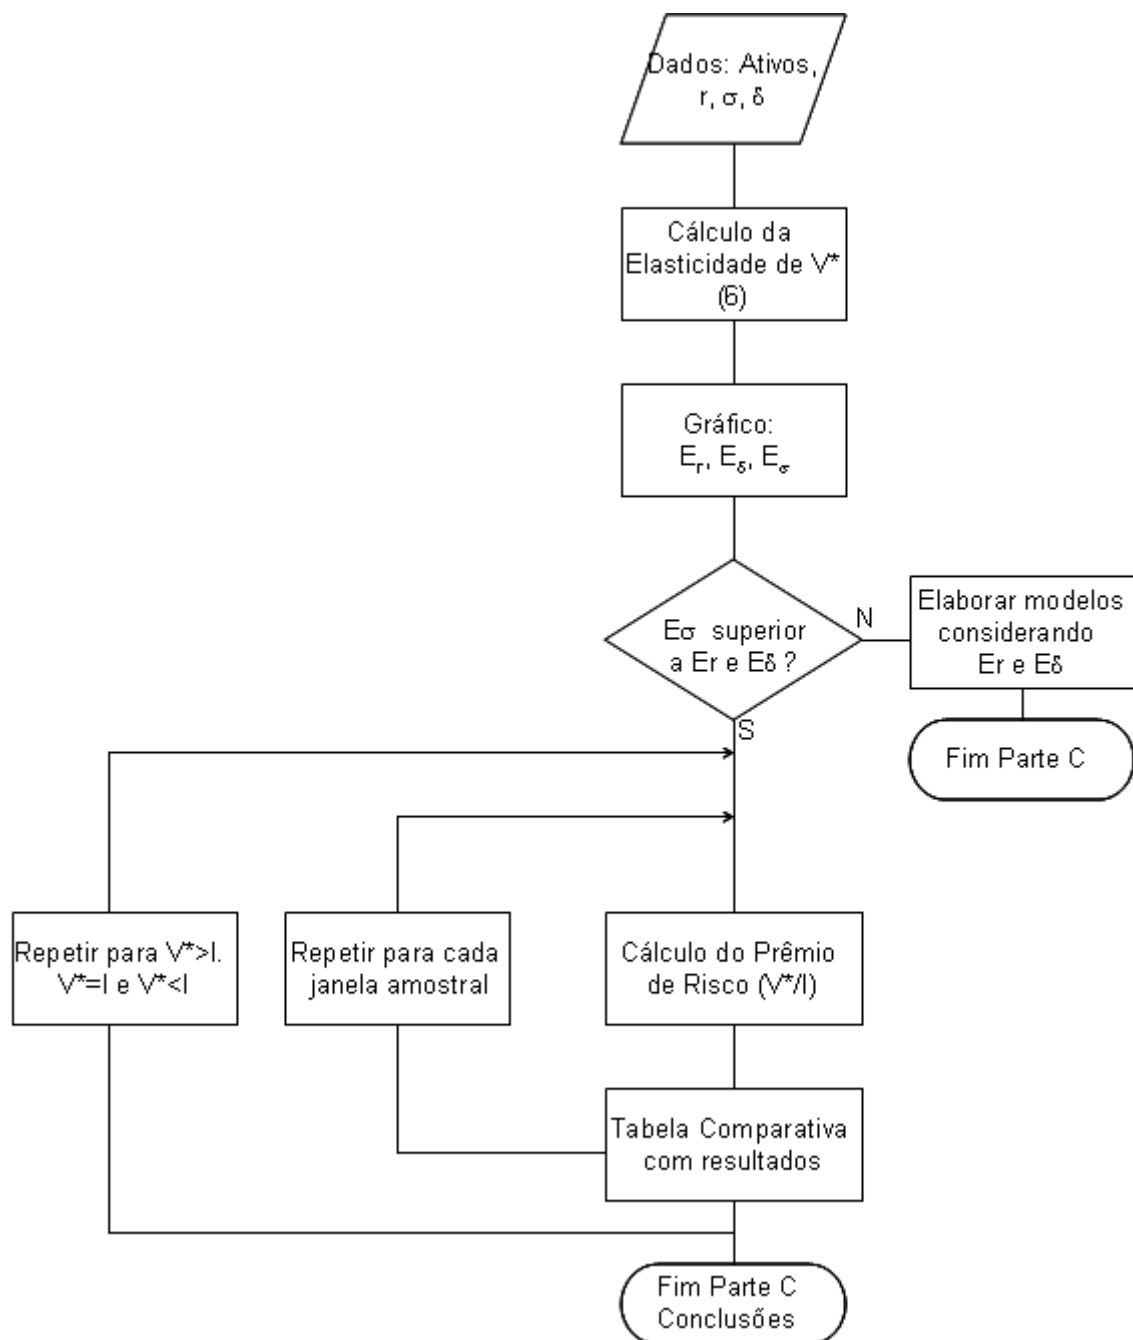 Dados: Ativos,
r, σ, δ
Cálculo da
Elasticidade de V*
(6)
Gráfico:
Er, Eδ, Eσ
Eσ superior
a Er e Eδ ?
N
Elaborar modelos
considerando
Er e Eδ
Fim Parte C
S
Repetir para V*>I.
V*=I e V*<I
Repetir para cada
janela amostral
Cálculo do Prêmio
de Risco (V*/I)
Tabela Comparativa
com resultados
Fim Parte C
Conclusões